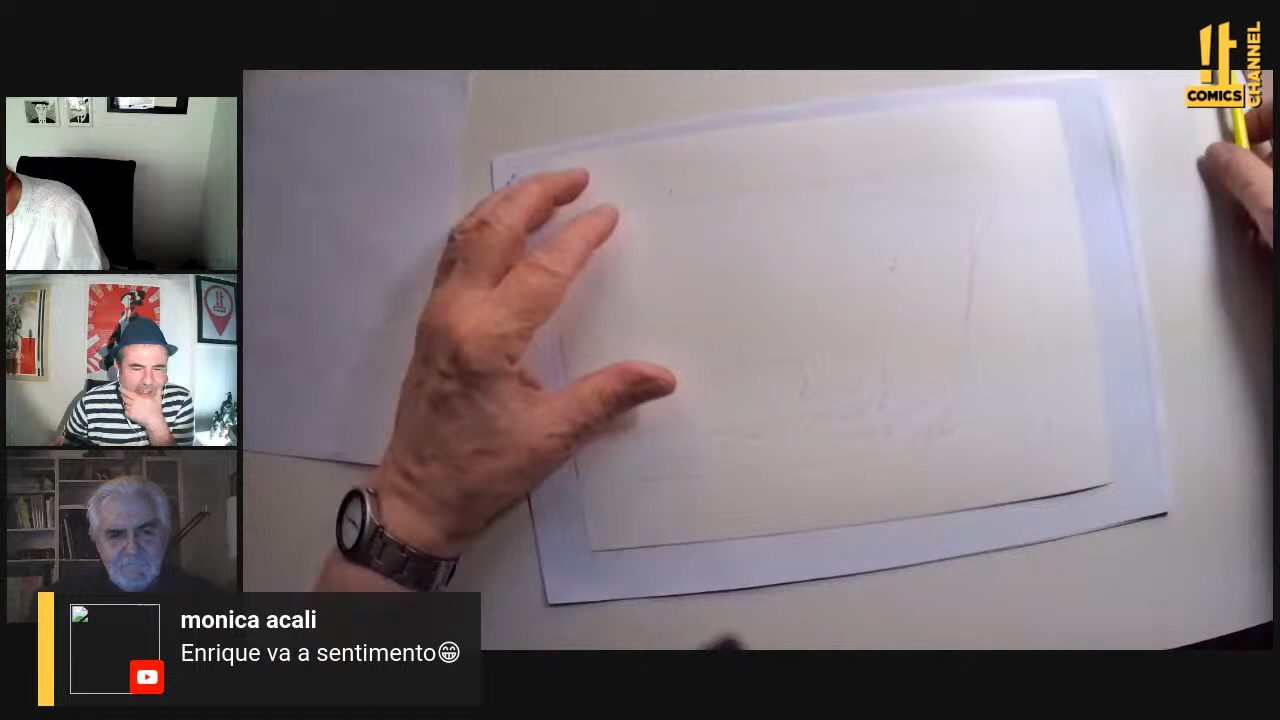 !t
COMICS
CHANNEL
monica acali
Enrique va a sentimento😁